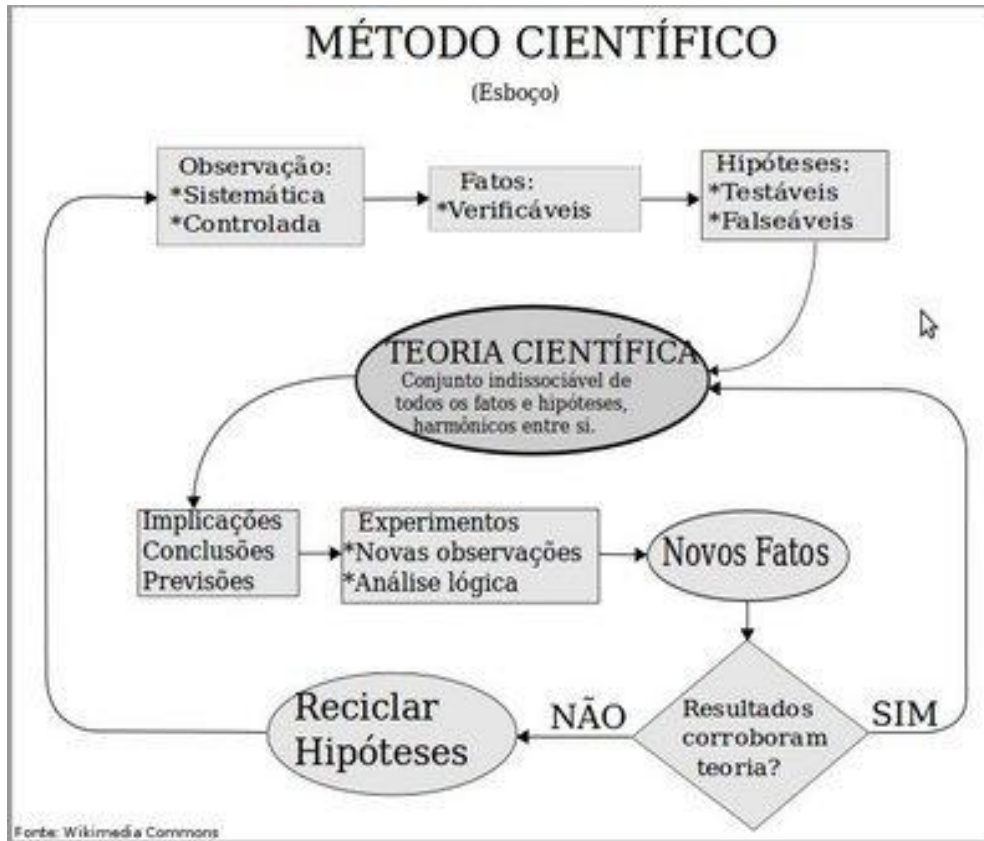 MÉTODO CIENTÍFICO
(Esboço)
Observação:
*Sistemática
*Controlada
Fatos:
*Verificáveis
Hipóteses:
*Testáveis
*Falseáveis
TEORIA CIENTÍFICA
Conjunto indissociável de
todos os fatos e hipóteses,
harmônicos entre si.
Implicações
Conclusões
Previsões
Experimentos
*Novas observações
*Análise lógica
Novos Fatos
Resultados
corroboram
teoria?
SIM
NÃO
Reciclar
Hipóteses
Fonte: Wikimedia Commons